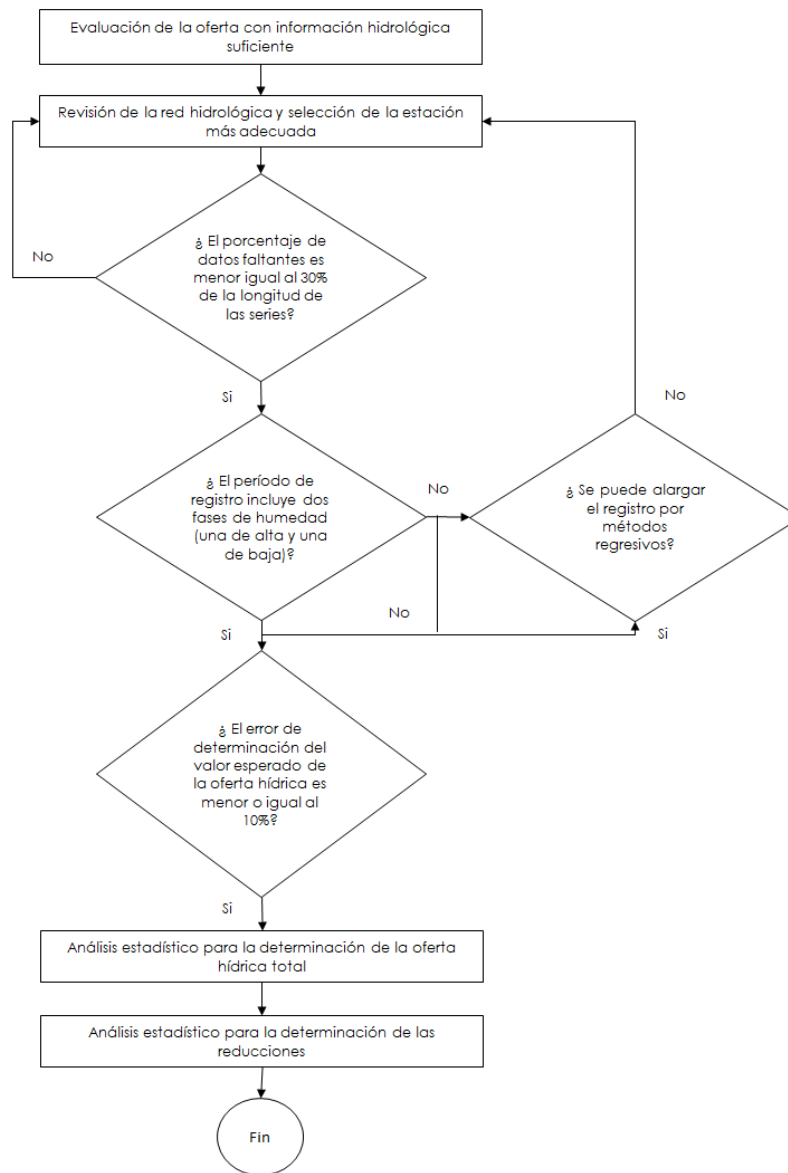 Evaluación de la oferta con información hidrológica
suficiente
Revisión de la red hidrológica y selección de la estación
más adecuada
No
¿ El porcentaje de
datos faltantes es
menor igual al 30%
de la longitud de
las series?
Si
No
¿ El período de
registro incluye dos
fases de humedad
(una de alta y una
de baja)?
No
¿ Se puede alargar
el registro por
métodos
regresivos?
No
Si
Si
¿ El error de
determinación del
valor esperado de
la oferta hídrica es
menor o igual al
10%?
Si
Análisis estadístico para la determinación de la oferta
hídrica total
Análisis estadístico para la determinación de las
reducciones
Fin